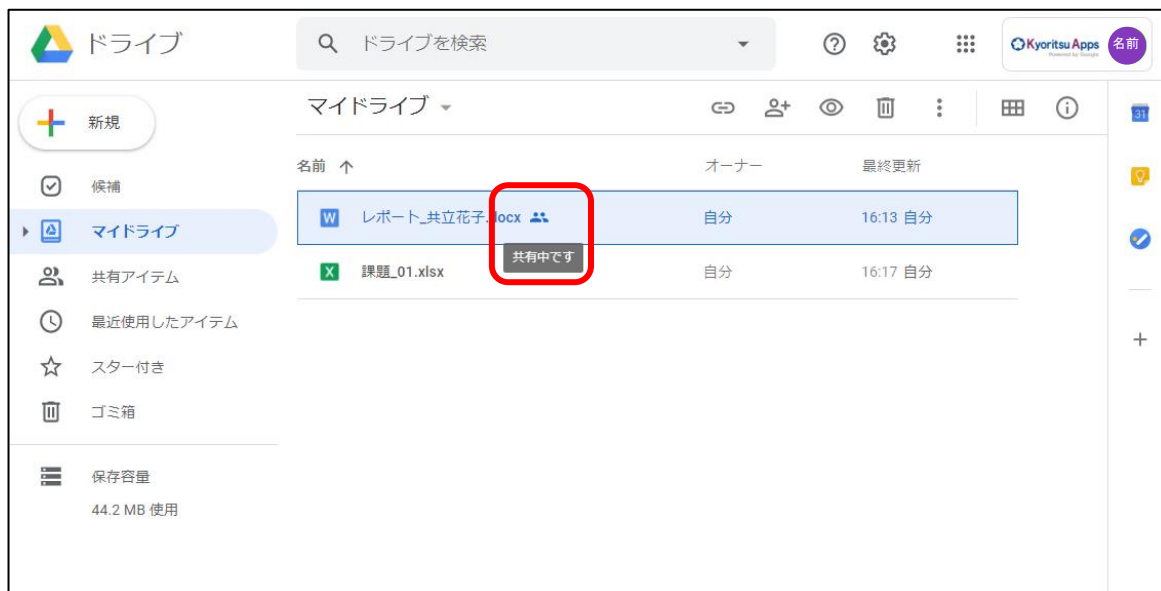 ドライブ
ドライブを検索
Kyoritsu Apps
Powered by Google
名前
新規
マイドライブ
名前
オーナー
最終更新
候補
W
レポート_共立花子.docx
自分
16:13 自分
マイドライブ
共有中です
X
課題_01.xlsx
自分
16:17 自分
共有アイテム
最近使用したアイテム
スター付き
ゴミ箱
保存容量
44.2 MB 使用
31